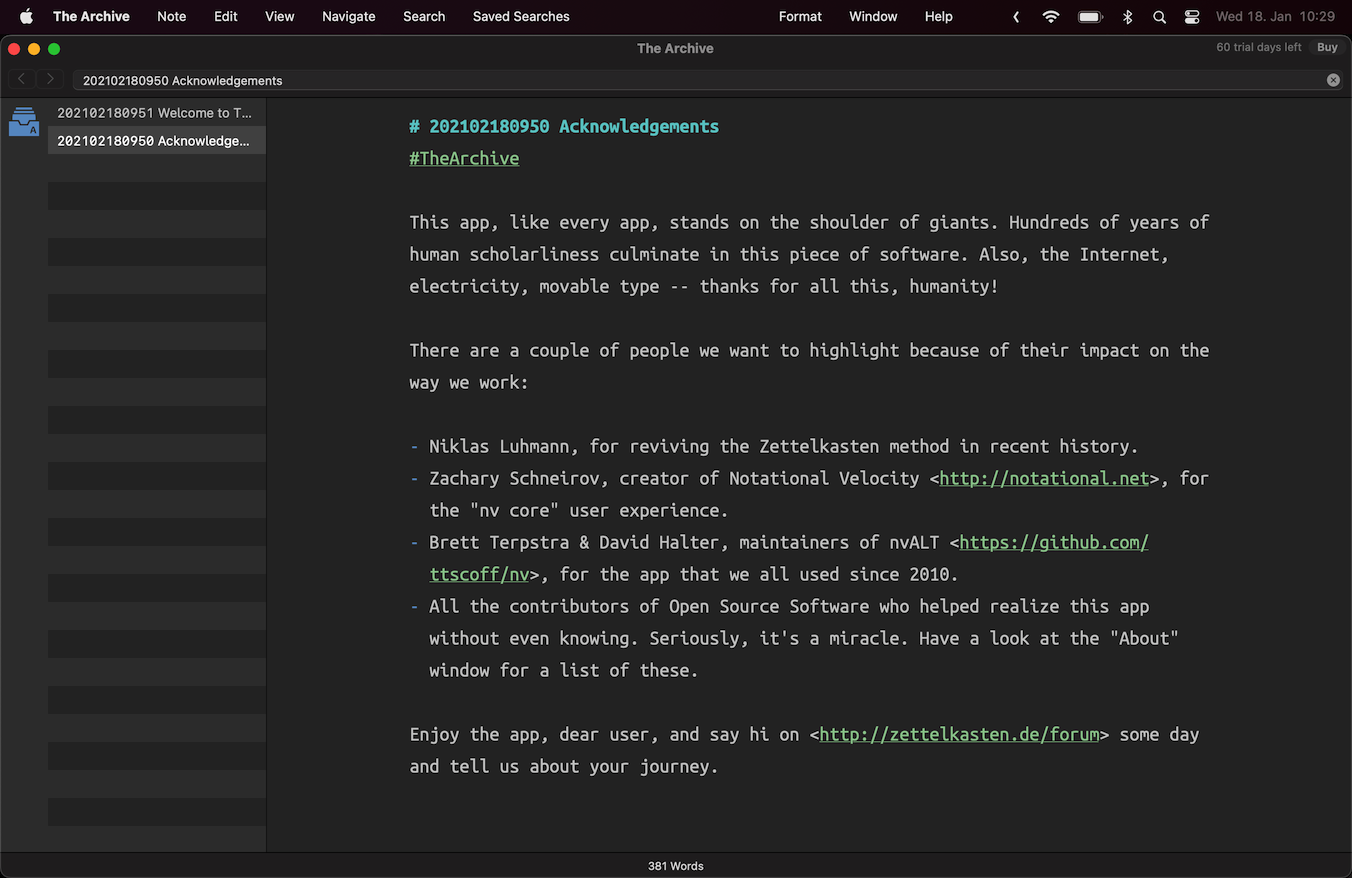 The Archive Note Edit View Navigate Search Saved Searches Format Window Help Wed 18. Jan 10:29
The Archive
60 trial days left Buy
202102180950 Acknowledgements
202102180951 Welcome to T...
202102180950 Acknowledge...
A
# 202102180950 Acknowledgements
#TheArchive
This app, like every app, stands on the shoulder of giants. Hundreds of years of
human scholarliness culminate in this piece of software. Also, the Internet,
electricity, movable type -- thanks for all this, humanity!
There are a couple of people we want to highlight because of their impact on the
way we work:
- Niklas Luhmann, for reviving the Zettelkasten method in recent history.
- Zachary Schneirov, creator of Notational Velocity <http://notational.net>, for
the "nv core" user experience.
- Brett Terpstra & David Halter, maintainers of nvALT <https://github.com/
ttscoff/nv>, for the app that we all used since 2010.
- All the contributors of Open Source Software who helped realize this app
without even knowing. Seriously, it's a miracle. Have a look at the "About"
window for a list of these.
Enjoy the app, dear user, and say hi on <http://zettelkasten.de/forum> some day
and tell us about your journey.
381 Words